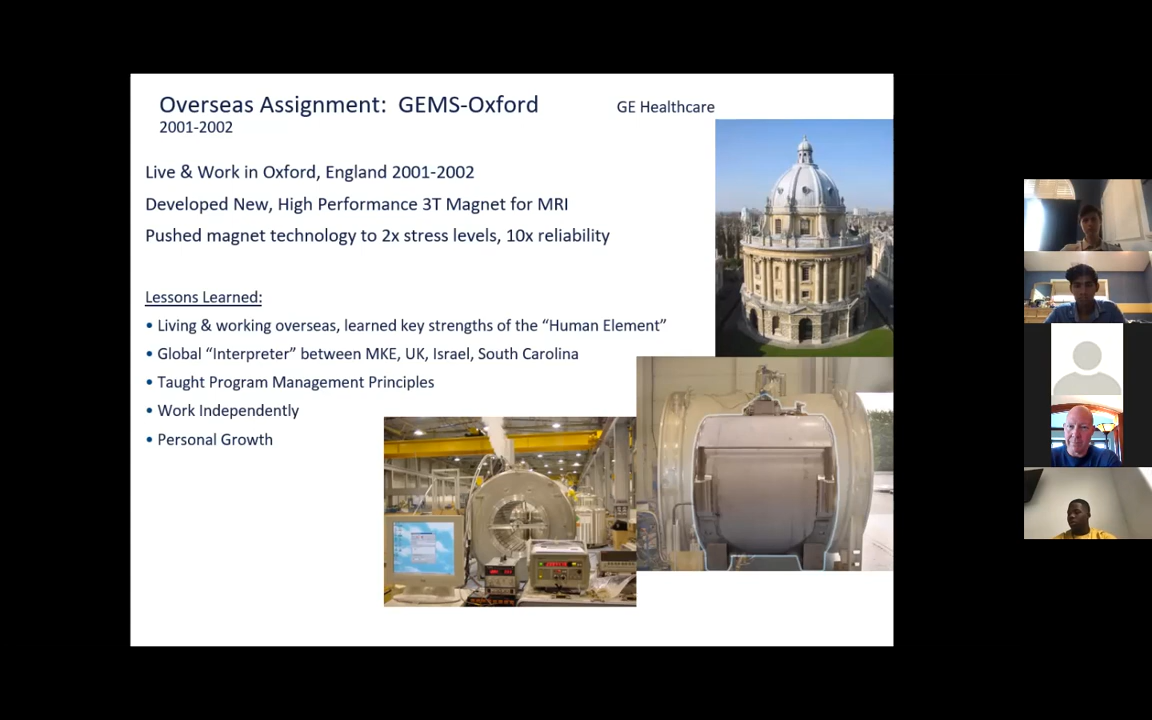 Overseas Assignment: GEMS-Oxford
GE Healthcare
2001-2002
Live & Work in Oxford, England 2001-2002
Developed New, High Performance 3T Magnet for MRI
Pushed magnet technology to 2x stress levels, 10x reliability
Lessons Learned:
• Living & working overseas, learned key strengths of the “Human Element”
• Global “Interpreter” between MKE, UK, Israel, South Carolina
• Taught Program Management Principles
• Work Independently
• Personal Growth